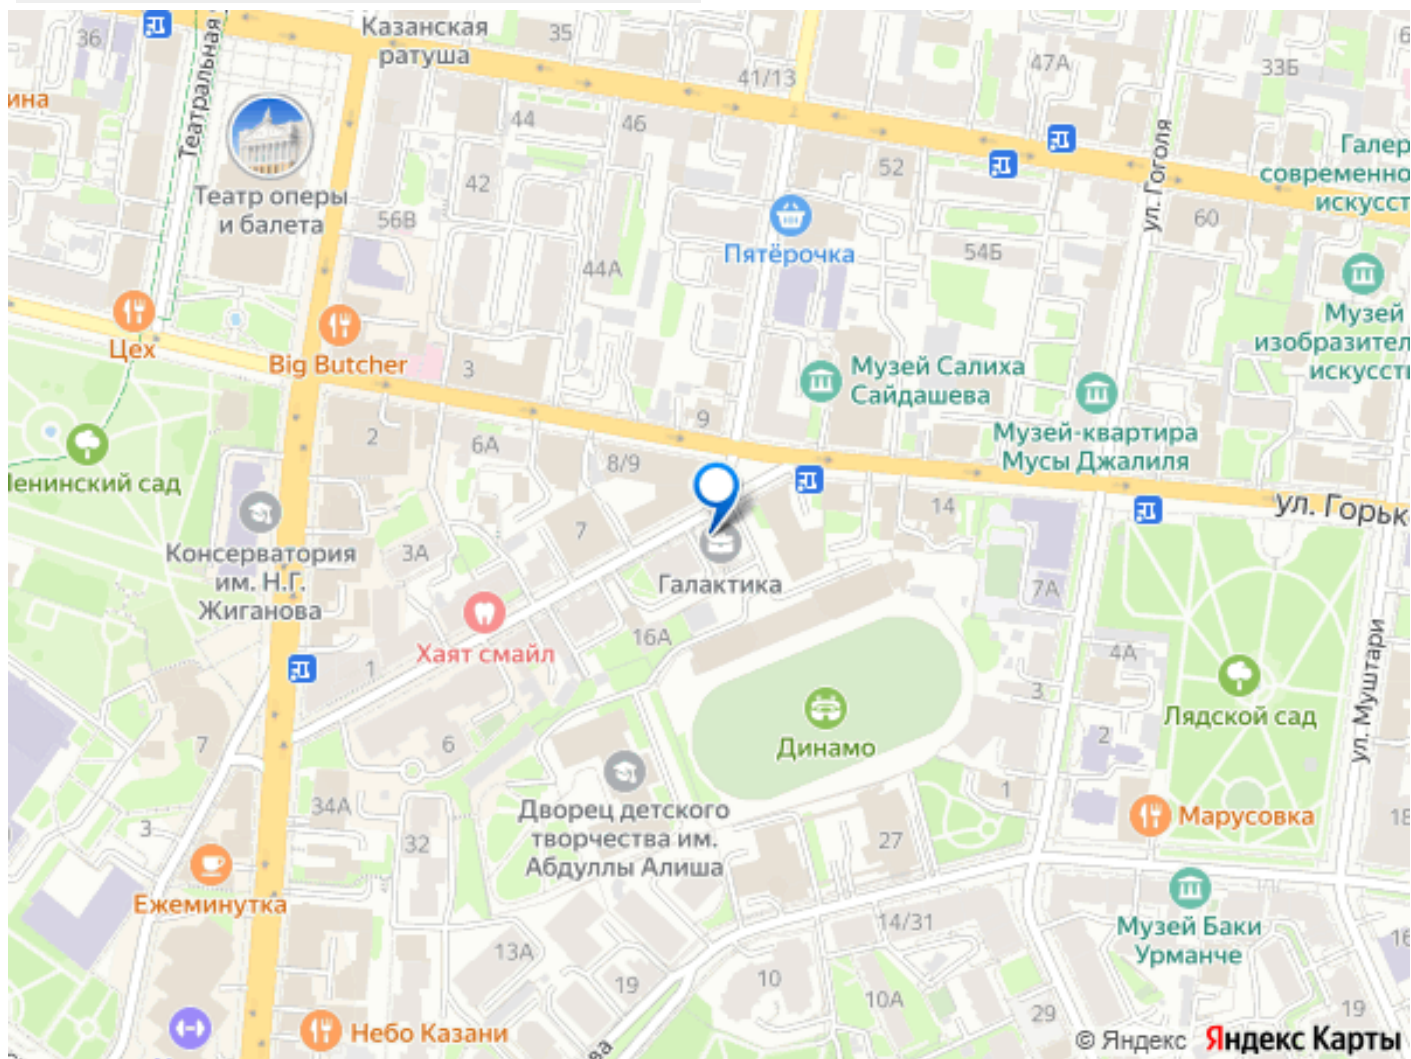 36
Театральная
Казанская
ратуша
35
41/13
47А
33Б
6
ина
44
46
ул. Гоголя
Галер
современно
искусст
52
42
Театр оперы
и балета
56В
60
Пятёрочка
44А
54Б
Музей
изобразител
искусст
Цех
Big Butcher
3
Музей Салиха
Сайдашева
9
Музей-квартира
Мусы Джалиля
2
6А
8/9
Ленинский сад
14
ул. Горьк
7
Консерватория
им. Н.Г.
Жиганова
3А
Галактика
7А
16А
Хаят смайл
1
4А
ул. Муштари
3
Лядской сад
7
6
Динамо
2
1
34А
Дворец детского
творчества им.
Абдуллы Алиша
Марусовка
18
3
32
27
Ежеминутка
14/31
Музей Баки
Урманче
13А
16
19
10
10А
29
19
Небо Казани
ва
© Яндекс Яндекс Карты